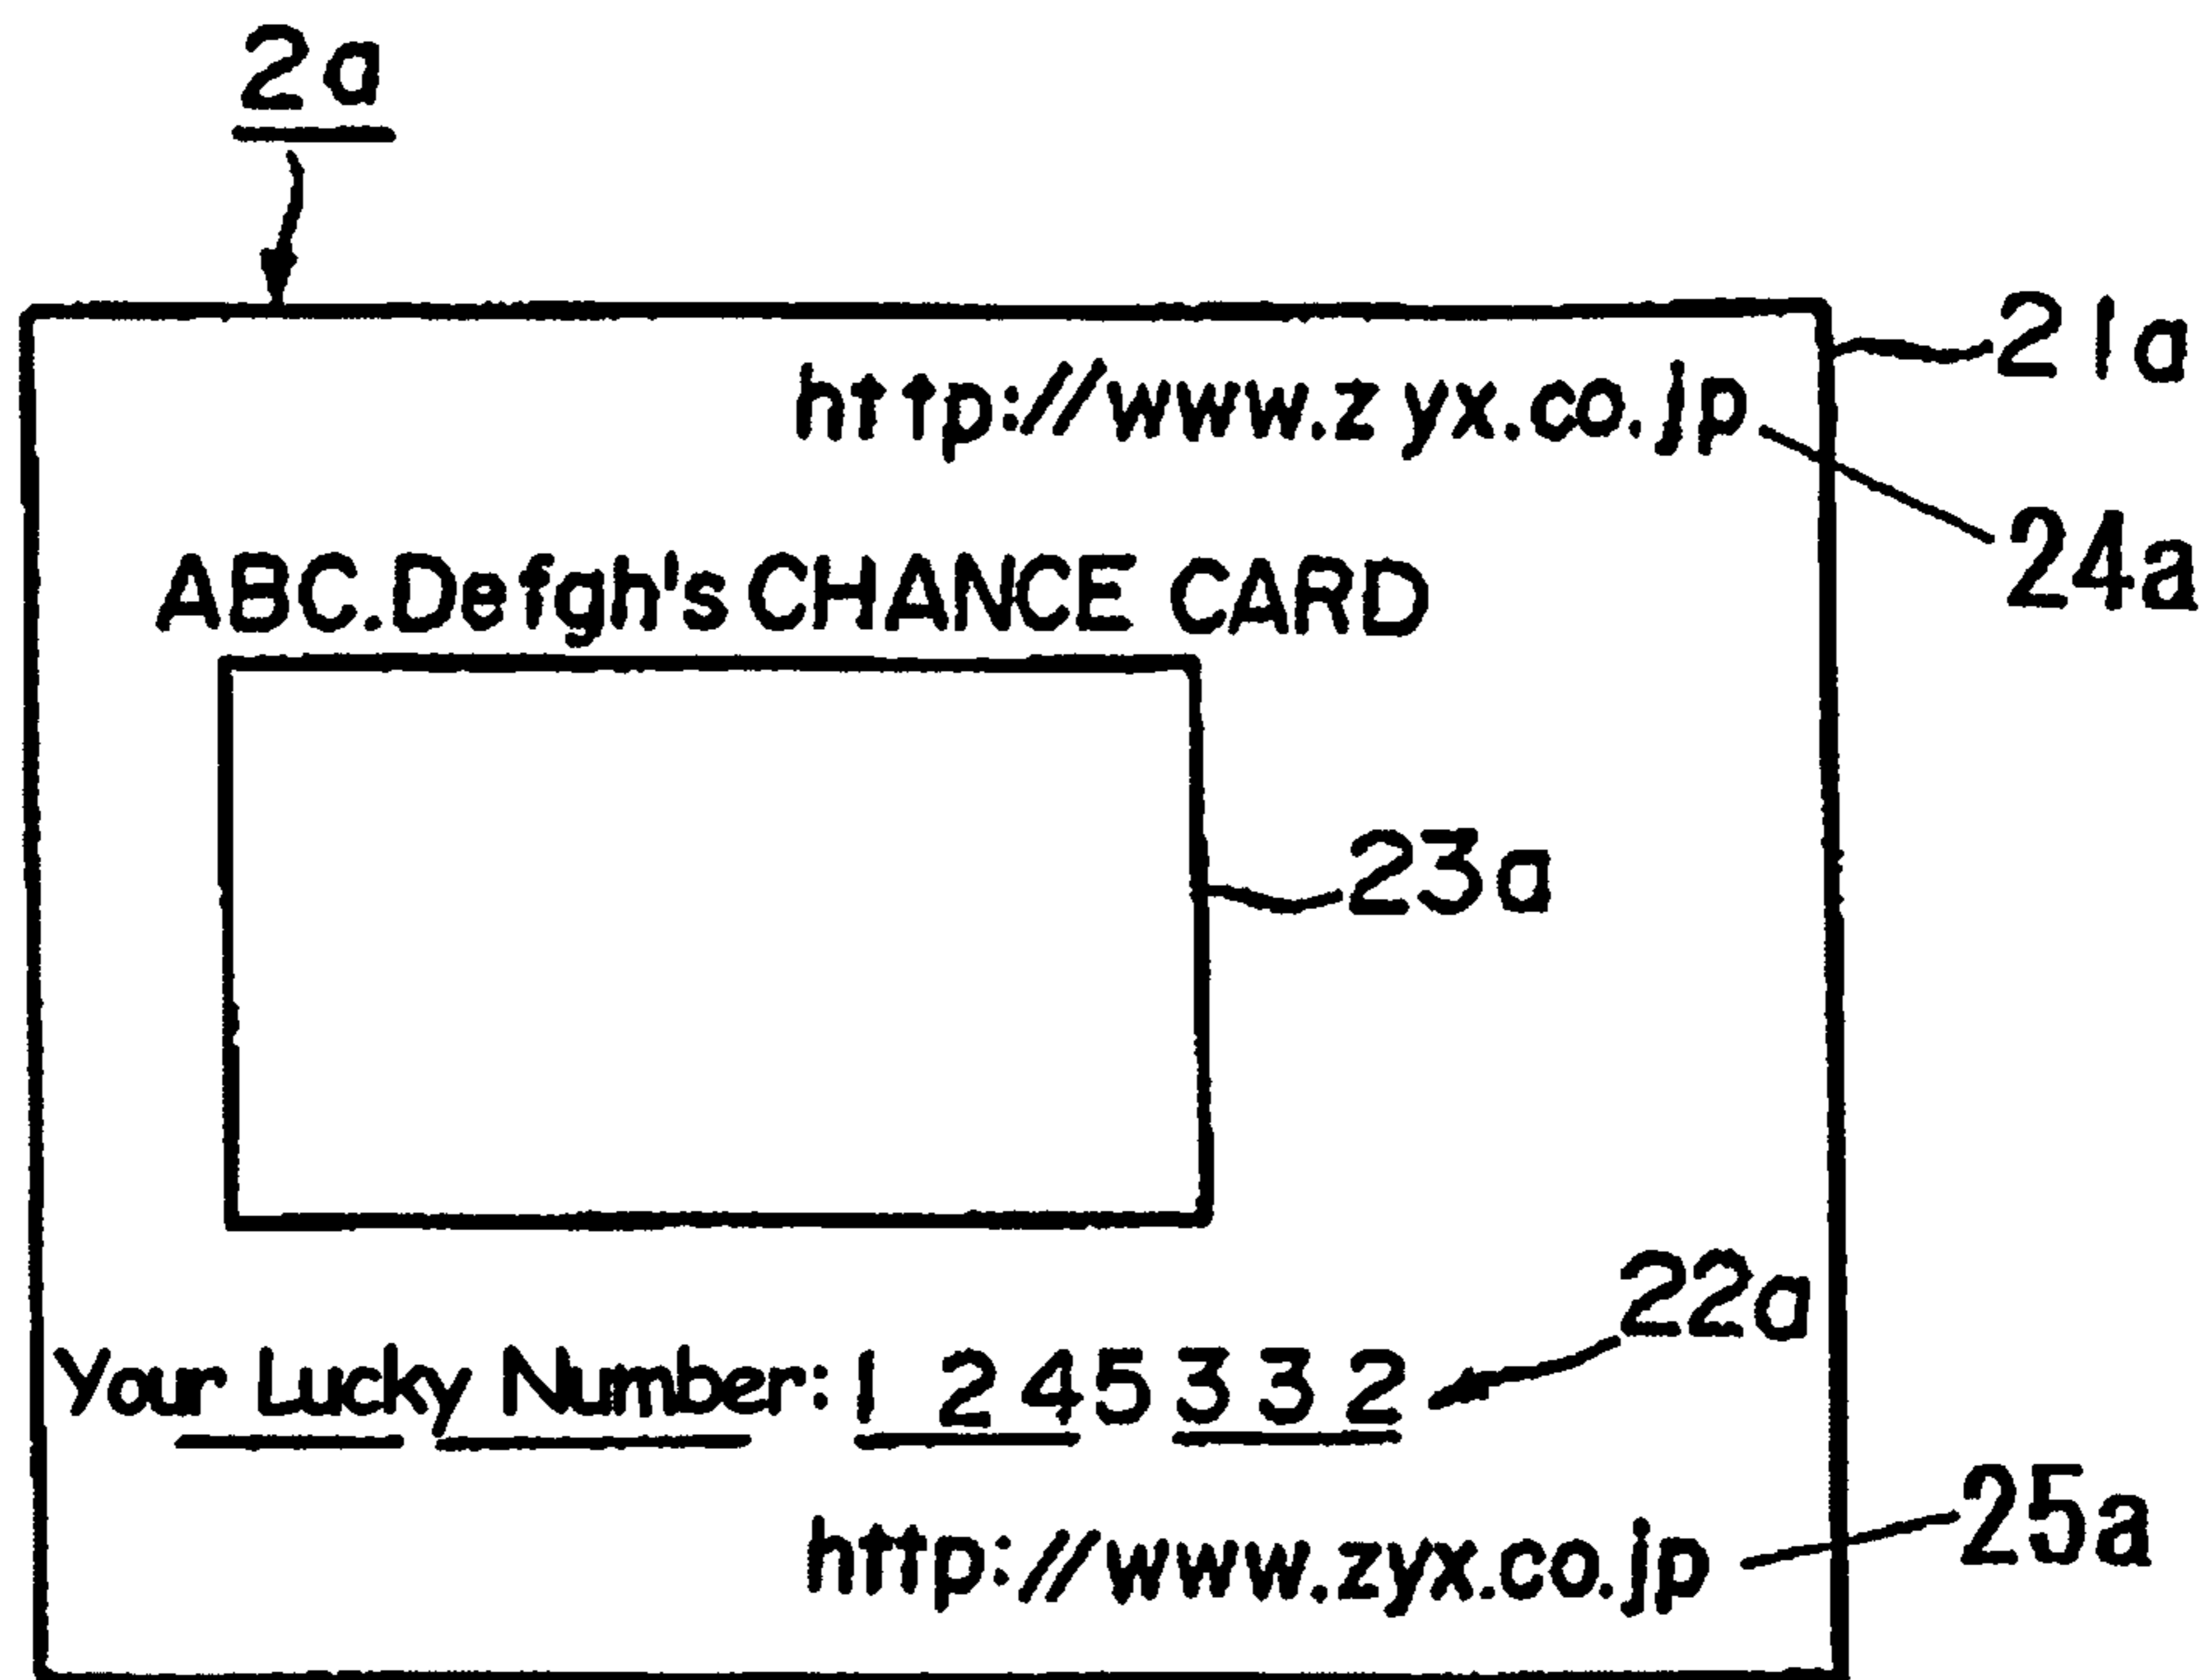 2a
21a
http://www.zyx.co.jp
24a
ABC.Defgh's CHANCE CARD
23a
22a
Your Lucky Number: 1 2 4 5 3 3 2
25a
http://www.zyx.co.jp